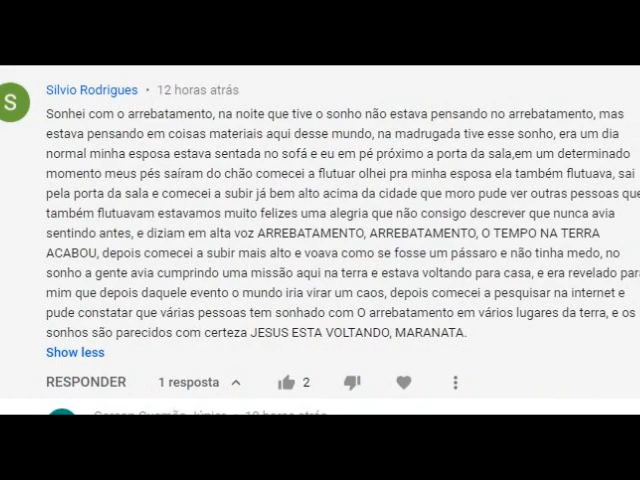 S
Silvio Rodrigues • 12 horas atrás
Sonhei com o arrebatamento, na noite que tive o sonho não estava pensando no arrebatamento, mas
estava pensando em coisas materiais aqui desse mundo, na madrugada tive esse sonho, era um dia
normal minha esposa estava sentada no sofá e eu em pé próximo a porta da sala,em um determinado
momento meus pés saíram do chão comecei a flutuar olhei pra minha esposa ela também flutuava, sai
pela porta da sala e comecei a subir já bem alto acima da cidade que moro pude ver outras pessoas que
também flutuavam estavamos muito felizes uma alegria que não consigo descrever que nunca avia
sentindo antes, e diziam em alta voz ARREBATAMENTO, ARREBATAMENTO, O TEMPO NA TERRA
ACABOU, depois comecei a subir mais alto e voava como se fosse um pássaro e não tinha medo, no
sonho a gente avia cumprindo uma missão aqui na terra e estava voltando para casa, e era revelado para
mim que depois daquele evento o mundo iria virar um caos, depois comecei a pesquisar na internet e
pude constatar que várias pessoas tem sonhado com O arrebatamento em vários lugares da terra, e os
sonhos são parecidos com certeza JESUS ESTA VOLTANDO, MARANATA.
Show less
RESPONDER 1 resposta 2